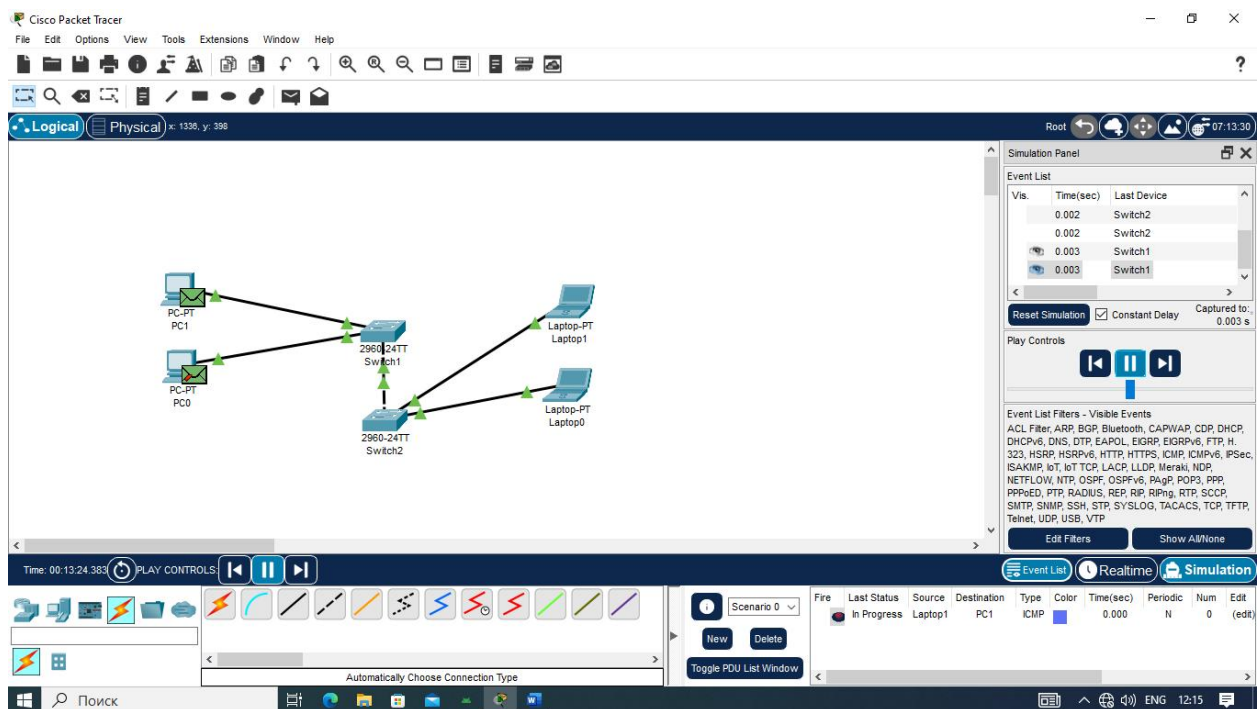 Cisco Packet Tracer
File Edit Options View Tools Extensions Window Help
?
Logical Physical x: 1336, y: 398
Root 07:13:30
PC-PT
PC1
PC-PT
PC0
2960-24TT
Switch1
2960-24TT
Switch2
Laptop-PT
Laptop1
Laptop-PT
Laptop0
Simulation Panel
Event List
Vis. Time(sec) Last Device
0.002 Switch2
0.002 Switch2
0.003 Switch1
0.003 Switch1
Reset Simulation Constant Delay Captured to:
0.003 s
Play Controls
Event List Filters - Visible Events
ACL Filter, ARP, BGP, Bluetooth, CAPWAP, CDP, DHCP,
DHCPv6, DNS, DTP, EAPOL, EIGRP, EIGRPv6, FTP, H.
323, HSRP, HSRPv6, HTTP, HTTPS, ICMP, ICMPv6, IPSec,
ISAKMP, IoT, IoT TCP, LACP, LLDP, Meraki, NDP,
NETFLOW, NTP, OSPF, OSPFv6, PAgP, POP3, PPP,
PPPoED, PTP, RADIUS, REP, RIP, RIPng, RTP, SCCP,
SMTP, SNMP, SSH, STP, SYSLOG, TACACS, TCP, TFTP,
Telnet, UDP, USB, VTP
Edit Filters Show All/None
Time: 00:13:24.383 PLAY CONTROLS:
Event List Realtime Simulation
Automatically Choose Connection Type
Scenario 0
New Delete
Toggle PDU List Window
Fire Last Status Source Destination Type Color Time(sec) Periodic Num Edit
In Progress Laptop1 PC1 ICMP 0.000 N 0 (edit)
Поиск
ENG 12:15